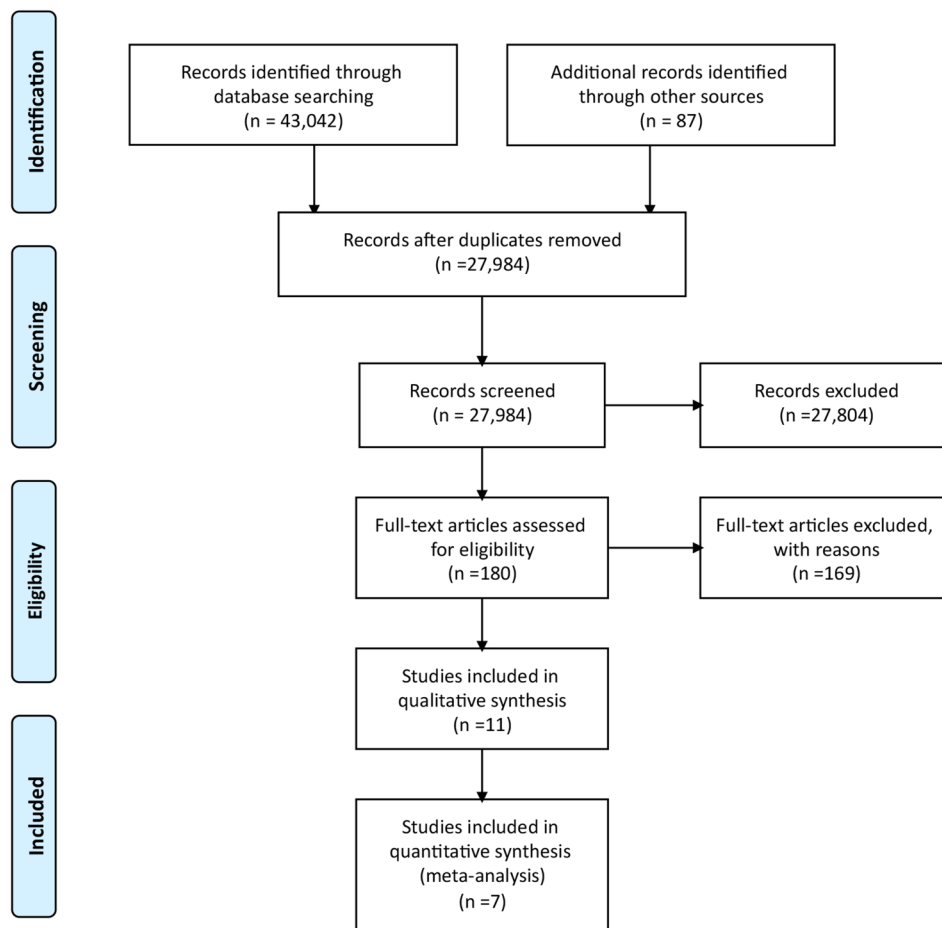 Identification
Records identified through
database searching
(n = 43,042)
Additional records identified
through other sources
(n = 87)
Records after duplicates removed
(n =27,984)
Screening
Records screened
(n = 27,984)
Records excluded
(n =27,804)
Eligibility
Full-text articles assessed
for eligibility
(n =180)
Full-text articles excluded,
with reasons
(n =169)
Studies included in
qualitative synthesis
(n =11)
Included
Studies included in
quantitative synthesis
(meta-analysis)
(n =7)